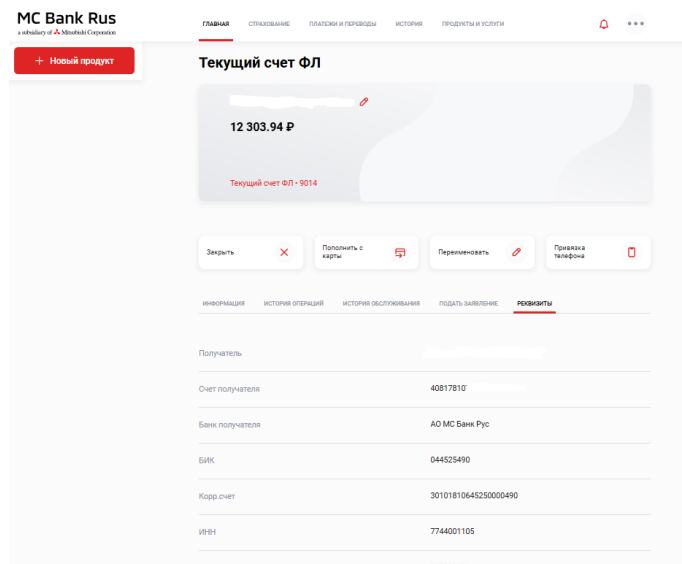 MC Bank Rus
a subsidiary of Mitsubishi Corporation
ГЛАВНАЯ СТРАХОВАНИЕ ПЛАТЕЖИ И ПЕРЕВОДЫ ИСТОРИЯ ПРОДУКТЫ И УСЛУГИ
+ Новый продукт
Текущий счет ФЛ
12 303.94 ₽
Текущий счет ФЛ • 9014
Закрыть
Пополнить с
карты
Переименовать
Привязка
телефона
ИНФОРМАЦИЯ ИСТОРИЯ ОПЕРАЦИЙ ИСТОРИЯ ОБСЛУЖИВАНИЯ ПОДАТЬ ЗАЯВЛЕНИЕ РЕКВИЗИТЫ
Получатель
Счет получателя 40817810
Банк получателя АО МС Банк Рус
БИК 044525490
Корр.счет 30101810645250000490
ИНН 7744001105